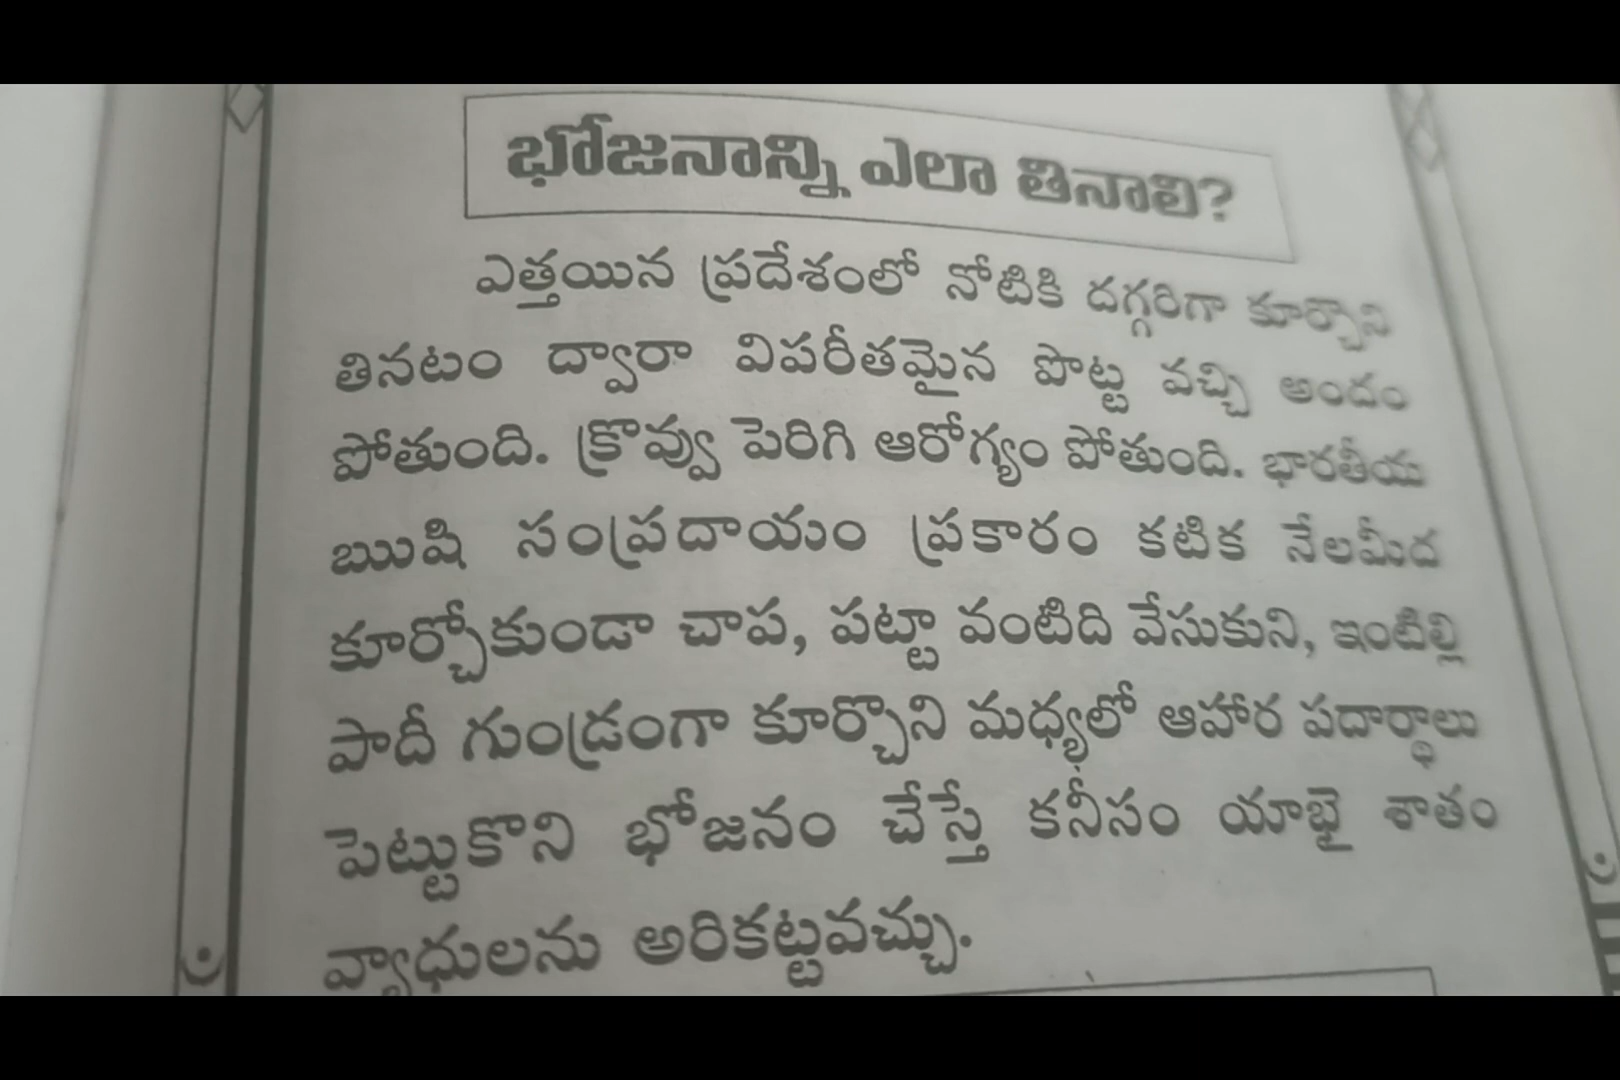 భోజనాన్ని ఎలా తినాలి?
ఎత్తయిన ప్రదేశంలో నోటికి దగ్గరిగా కూర్చొని
తినటం ద్వారా విపరీతమైన పొట్ట వచ్చి అందం
పోతుంది. క్రొవ్వు పెరిగి ఆరోగ్యం పోతుంది. భారతీయ
ఋషి సంప్రదాయం ప్రకారం కటిక నేలమీద
కూర్చోకుండా చాప, పట్టా వంటిది వేసుకుని, ఇంటిల్లి
పాదీ గుండ్రంగా కూర్చొని మధ్యలో ఆహార పదార్థాలు
పెట్టుకొని భోజనం చేస్తే కనీసం యాభై శాతం
వ్యాధులను అరికట్టవచ్చు.